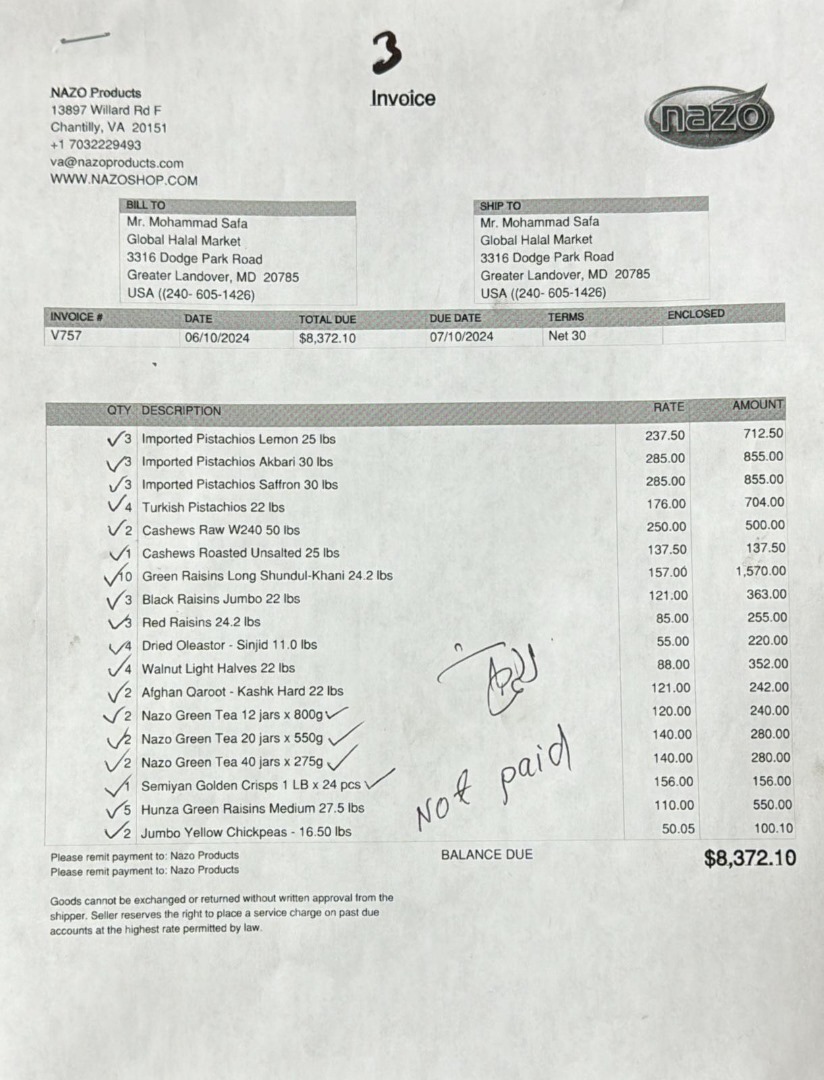 3
Invoice
nazo
NAZO Products
13897 Willard Rd F
Chantilly, VA 20151
+1 7032229493
va@nazoproducts.com
WWW.NAZOSHOP.COM
BILL TO
Mr. Mohammad Safa
Global Halal Market
3316 Dodge Park Road
Greater Landover, MD 20785
USA ((240- 605-1426)
SHIP TO
Mr. Mohammad Safa
Global Halal Market
3316 Dodge Park Road
Greater Landover, MD 20785
USA ((240- 605-1426)
INVOICE # DATE TOTAL DUE DUE DATE TERMS ENCLOSED
V757 06/10/2024 $8,372.10 07/10/2024 Net 30
QTY DESCRIPTION RATE AMOUNT
3 Imported Pistachios Lemon 25 lbs 237.50 712.50
3 Imported Pistachios Akbari 30 lbs 285.00 855.00
3 Imported Pistachios Saffron 30 lbs 285.00 855.00
4 Turkish Pistachios 22 lbs 176.00 704.00
2 Cashews Raw W240 50 lbs 250.00 500.00
1 Cashews Roasted Unsalted 25 lbs 137.50 137.50
10 Green Raisins Long Shundul-Khani 24.2 lbs 157.00 1,570.00
3 Black Raisins Jumbo 22 lbs 121.00 363.00
3 Red Raisins 24.2 lbs 85.00 255.00
4 Dried Oleastor - Sinjid 11.0 lbs 55.00 220.00
4 Walnut Light Halves 22 lbs 88.00 352.00
2 Afghan Qaroot - Kashk Hard 22 lbs 121.00 242.00
2 Nazo Green Tea 12 jars x 800g 120.00 240.00
2 Nazo Green Tea 20 jars x 550g 140.00 280.00
2 Nazo Green Tea 40 jars x 275g 140.00 280.00
1 Semiyan Golden Crisps 1 LB x 24 pcs 156.00 156.00
5 Hunza Green Raisins Medium 27.5 lbs 110.00 550.00
2 Jumbo Yellow Chickpeas - 16.50 lbs 50.05 100.10
Not paid
Please remit payment to: Nazo Products BALANCE DUE $8,372.10
Please remit payment to: Nazo Products
Goods cannot be exchanged or returned without written approval from the
shipper. Seller reserves the right to place a service charge on past due
accounts at the highest rate permitted by law.